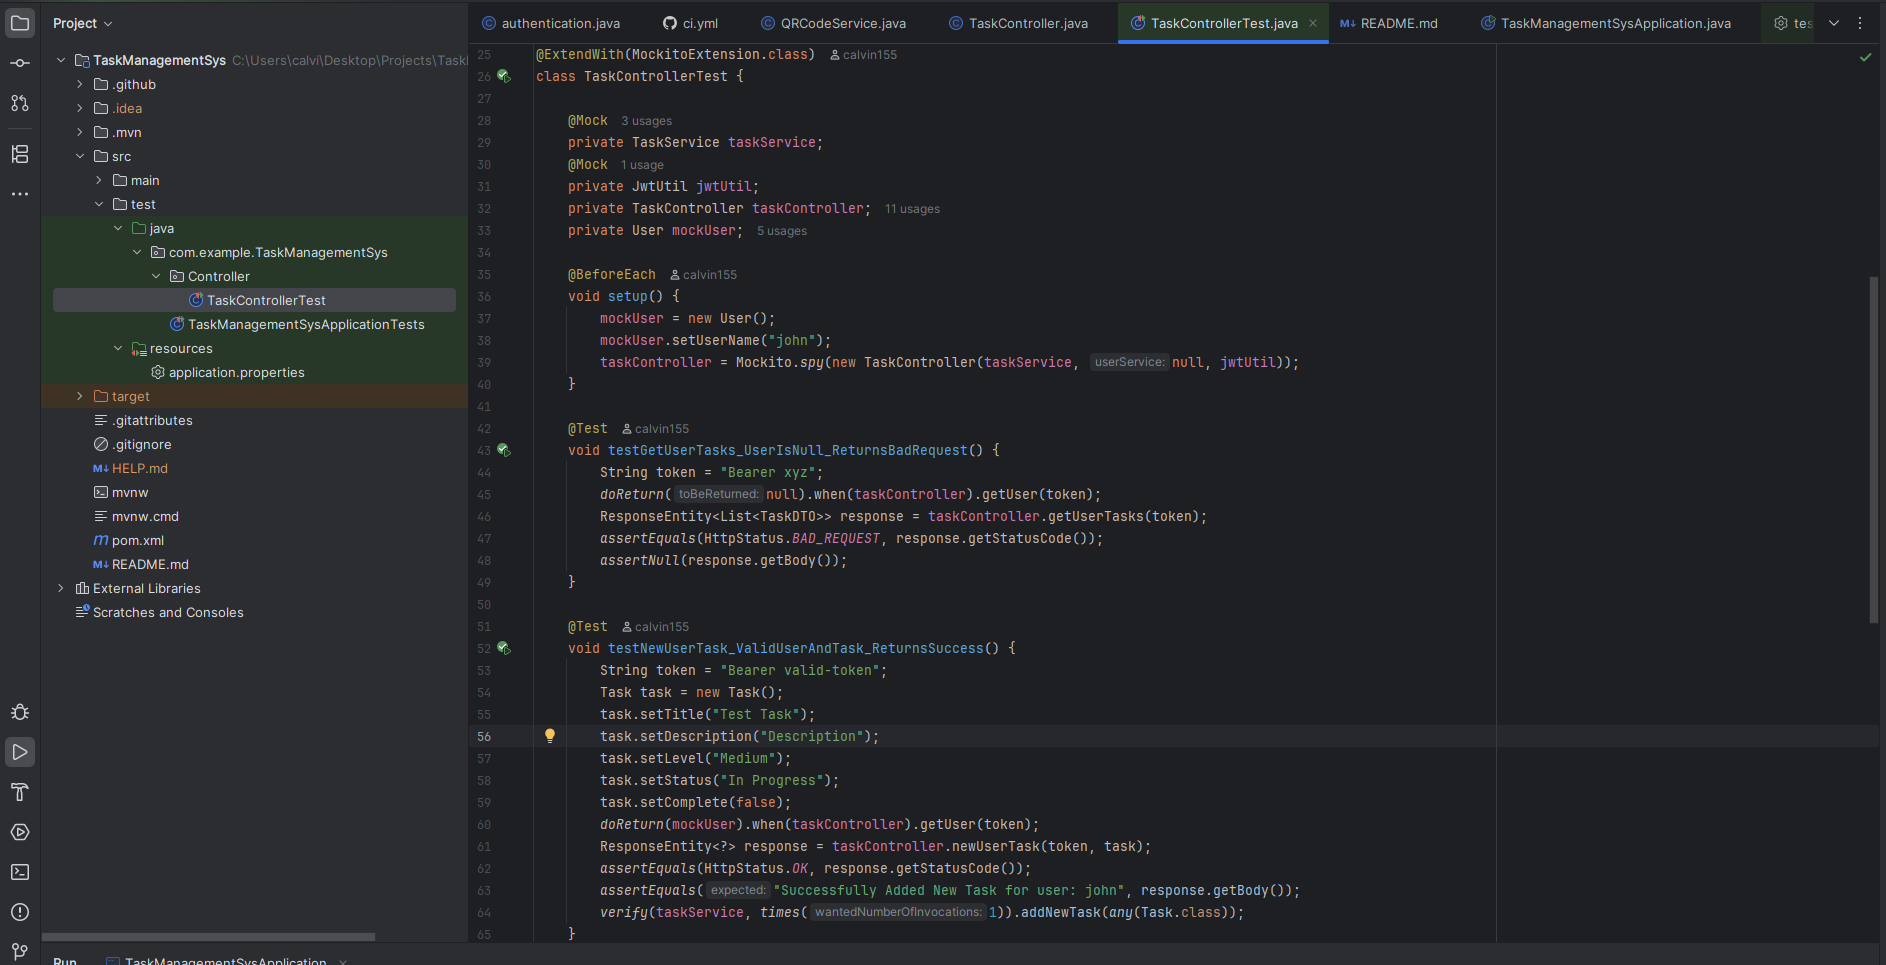 Project
authentication.java
ci.yml
QRCodeService.java
TaskController.java
TaskControllerTest.java
README.md
TaskManagementSysApplication.java
tes
TaskManagementSys C:\Users\calvi\Desktop\Projects\Task
.github
.idea
.mvn
src
main
test
java
com.example.TaskManagementSys
Controller
TaskControllerTest
TaskManagementSysApplicationTests
resources
application.properties
target
.gitattributes
.gitignore
HELP.md
mvnw
mvnw.cmd
pom.xml
README.md
External Libraries
Scratches and Consoles
25 @ExtendWith(MockitoExtension.class) calvin155
26 class TaskControllerTest {
27
28 @Mock 3 usages
29 private TaskService taskService;
30 @Mock 1 usage
31 private JwtUtil jwtUtil;
32 private TaskController taskController; 11 usages
33 private User mockUser; 5 usages
34
35 @BeforeEach calvin155
36 void setup() {
37 mockUser = new User();
38 mockUser.setUserName("john");
39 taskController = Mockito.spy(new TaskController(taskService, userService: null, jwtUtil));
40 }
41
42 @Test calvin155
43 void testGetUserTasks_UserIsNull_ReturnsBadRequest() {
44 String token = "Bearer xyz";
45 doReturn( toBeReturned: null).when(taskController).getUser(token);
46 ResponseEntity<List<TaskDTO>> response = taskController.getUserTasks(token);
47 assertEquals(HttpStatus.BAD_REQUEST, response.getStatusCode());
48 assertNull(response.getBody());
49 }
50
51 @Test calvin155
52 void testNewUserTask_ValidUserAndTask_ReturnsSuccess() {
53 String token = "Bearer valid-token";
54 Task task = new Task();
55 task.setTitle("Test Task");
56 task.setDescription("Description");
57 task.setLevel("Medium");
58 task.setStatus("In Progress");
59 task.setComplete(false);
60 doReturn(mockUser).when(taskController).getUser(token);
61 ResponseEntity<?> response = taskController.newUserTask(token, task);
62 assertEquals(HttpStatus.OK, response.getStatusCode());
63 assertEquals( expected: "Successfully Added New Task for user: john", response.getBody());
64 verify(taskService, times( wantedNumberOfInvocations: 1)).addNewTask(any(Task.class));
65 }
Run TaskManagementSysApplication